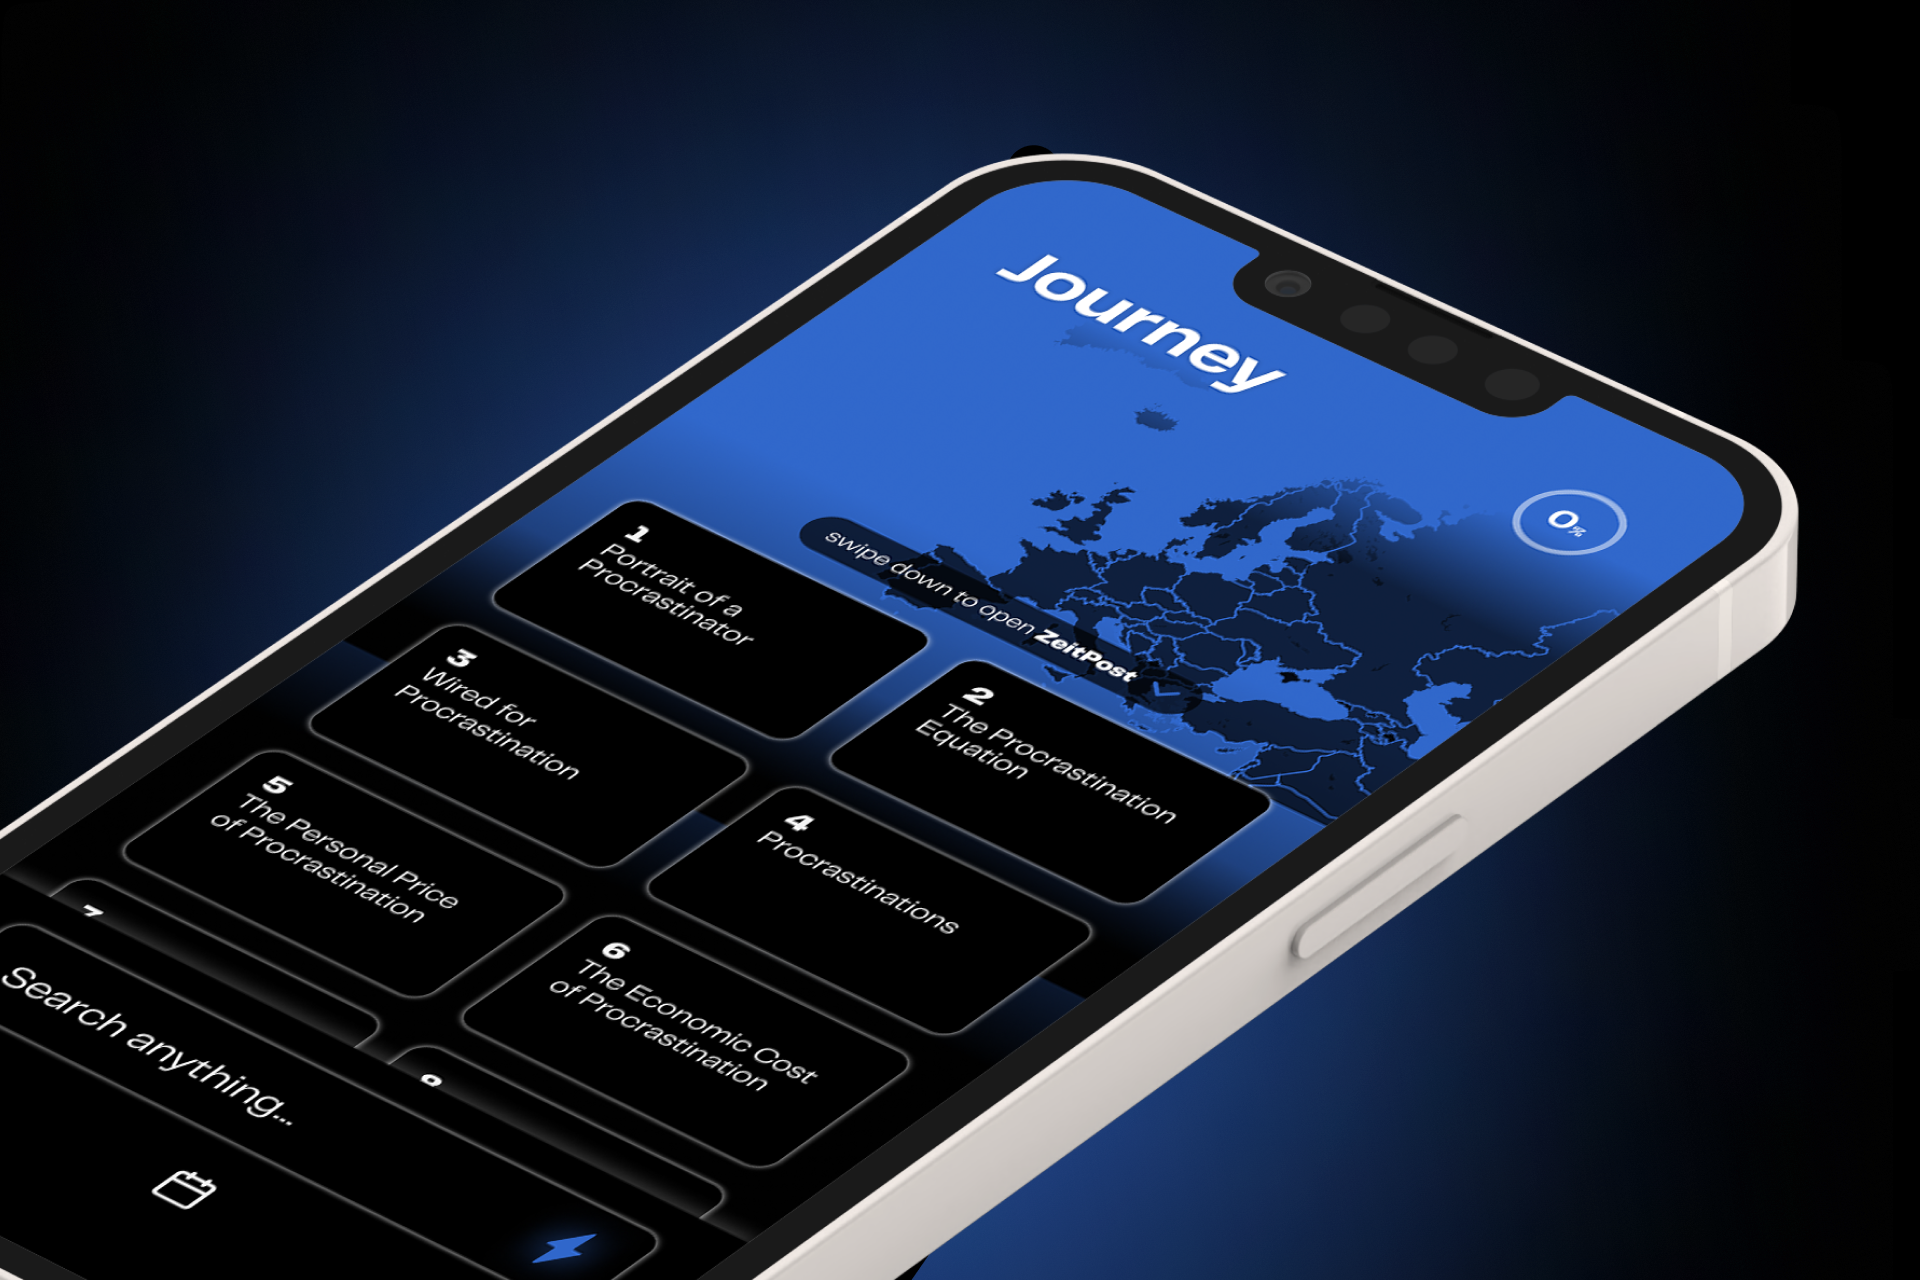 Journey
0%
swipe down to open ZeitPost
1
Portrait of a
Procrastinator
2
The Procrastination
Equation
3
Wired for
Procrastination
4
Procrastinations
5
The Personal Price
of Procrastination
6
The Economic Cost
of Procrastination
7
8
Search anything...